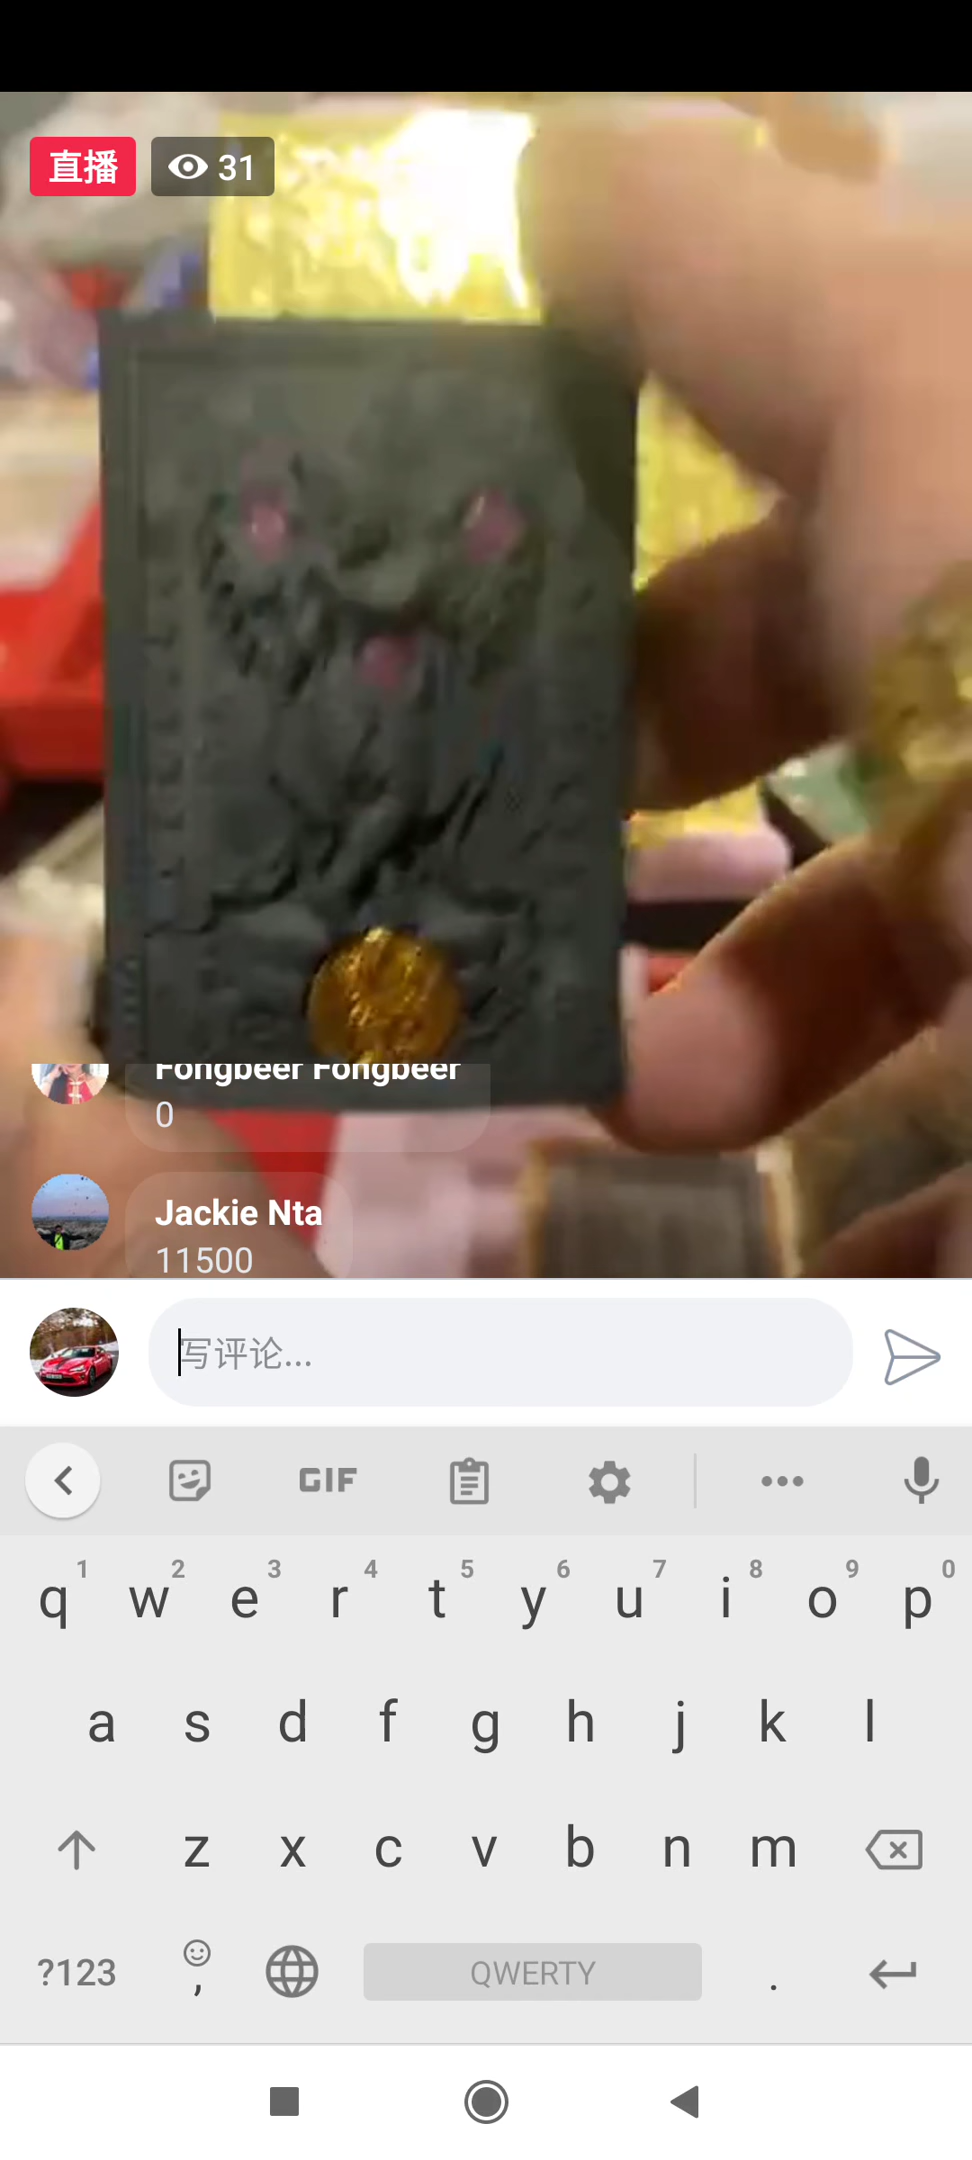 直播
31
Fongbeer Fongbeer
0
Jackie Nta
11500
写评论...
GIF
1 2 3 4 5 6 7 8 9 0
q w e r t y u i o p
a s d f g h j k l
z x c v b n m
?123 , QWERTY .